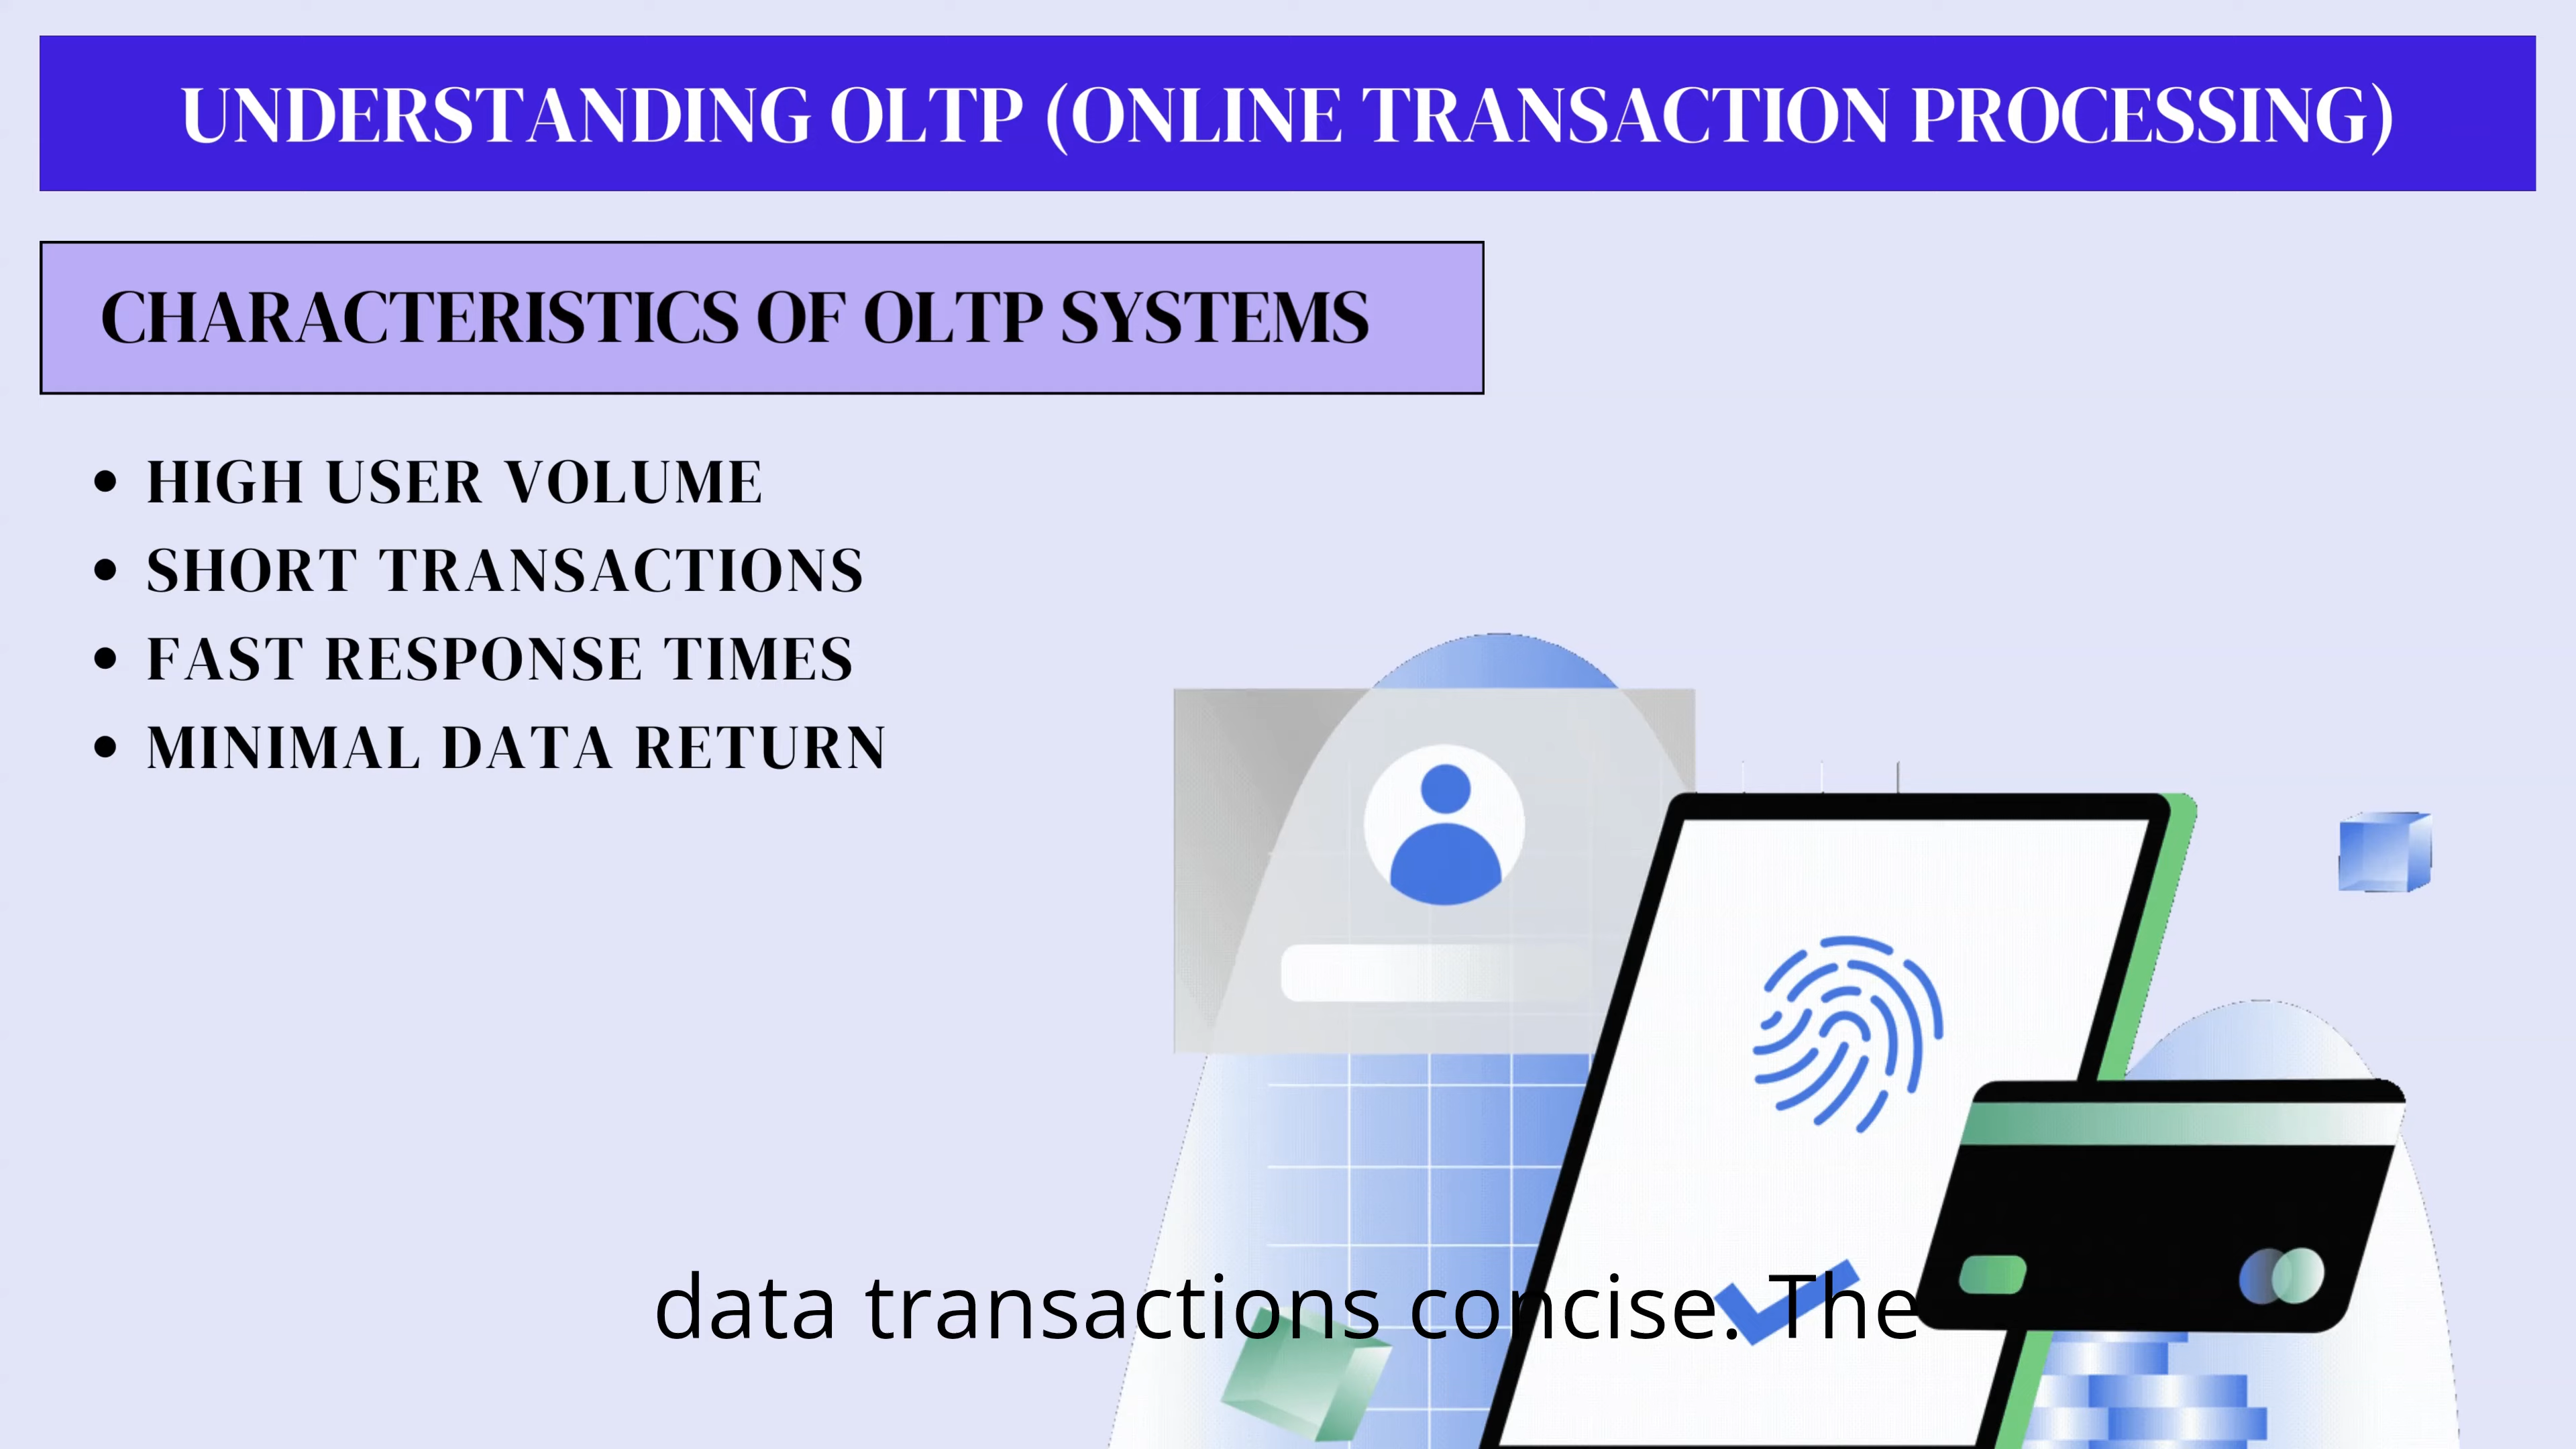 UNDERSTANDING OLTP (ONLINE TRANSACTION PROCESSING)
CHARACTERISTICS OF OLTP SYSTEMS
• HIGH USER VOLUME
• SHORT TRANSACTIONS
• FAST RESPONSE TIMES
• MINIMAL DATA RETURN
data transactions concise. The